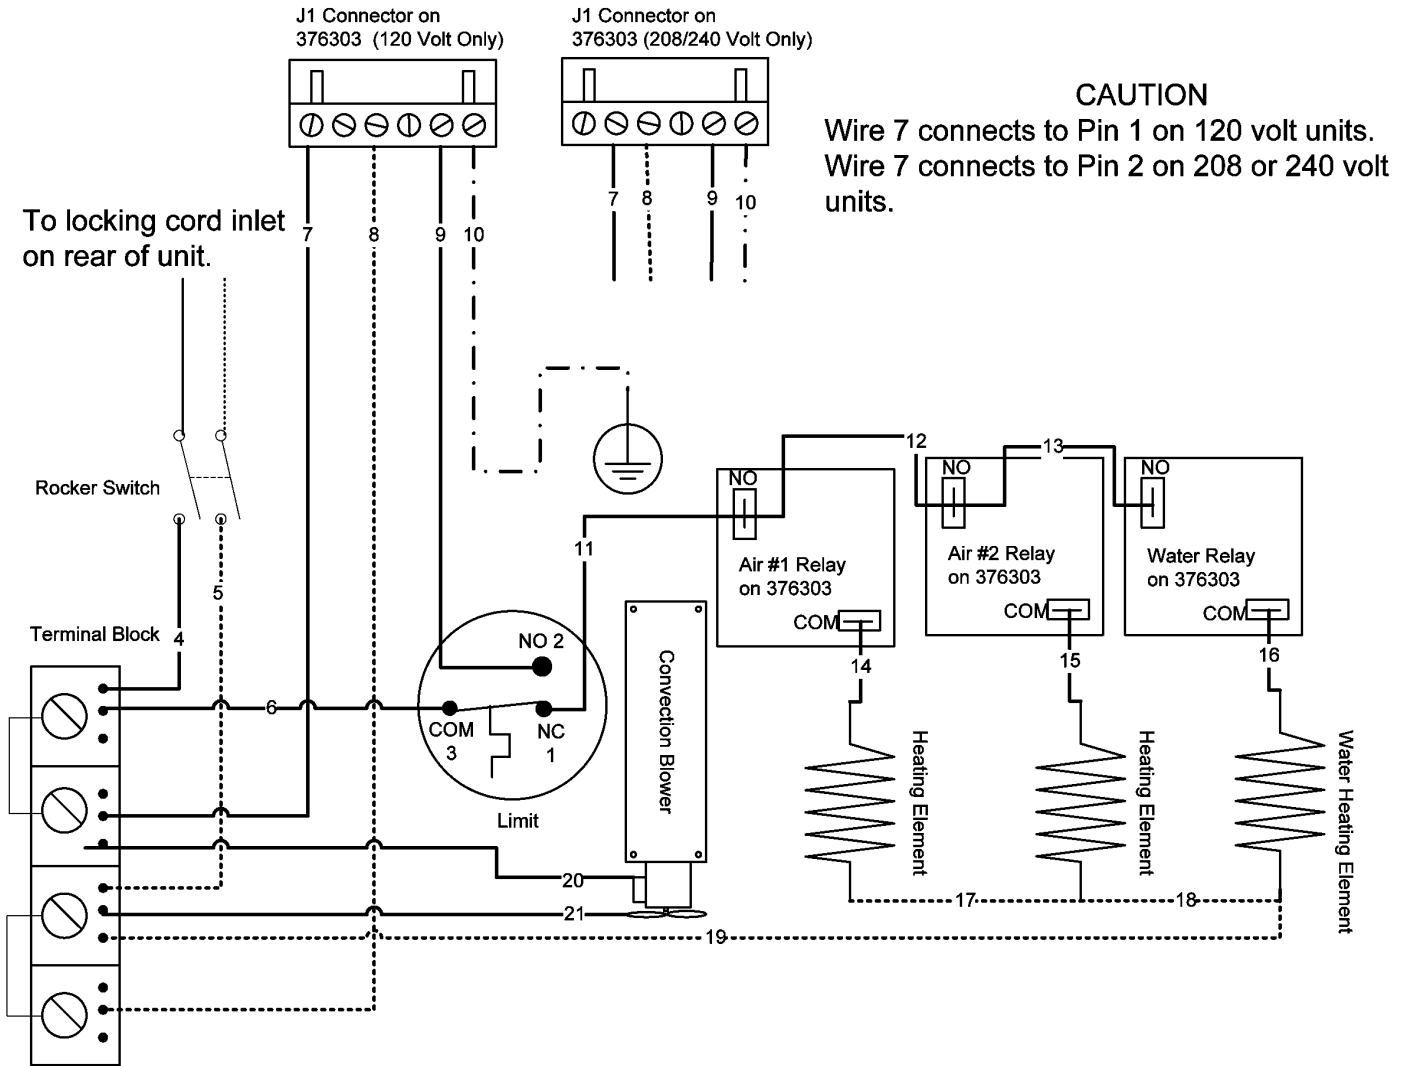 J1 Connector on
376303 (120 Volt Only)
J1 Connector on
376303 (208/240 Volt Only)
CAUTION
Wire 7 connects to Pin 1 on 120 volt units.
Wire 7 connects to Pin 2 on 208 or 240 volt
units.
To locking cord inlet
on rear of unit.
7
8
9
10
7
8
9
10
Rocker Switch
4
5
Terminal Block
6
NO 2
COM
3
NC
1
Limit
11
Convection Blower
20
21
NO
Air #1 Relay
on 376303
COM
12
NO
Air #2 Relay
on 376303
COM
13
NO
Water Relay
on 376303
COM
14
15
16
Heating Element
Heating Element
Water Heating Element
17
18
19